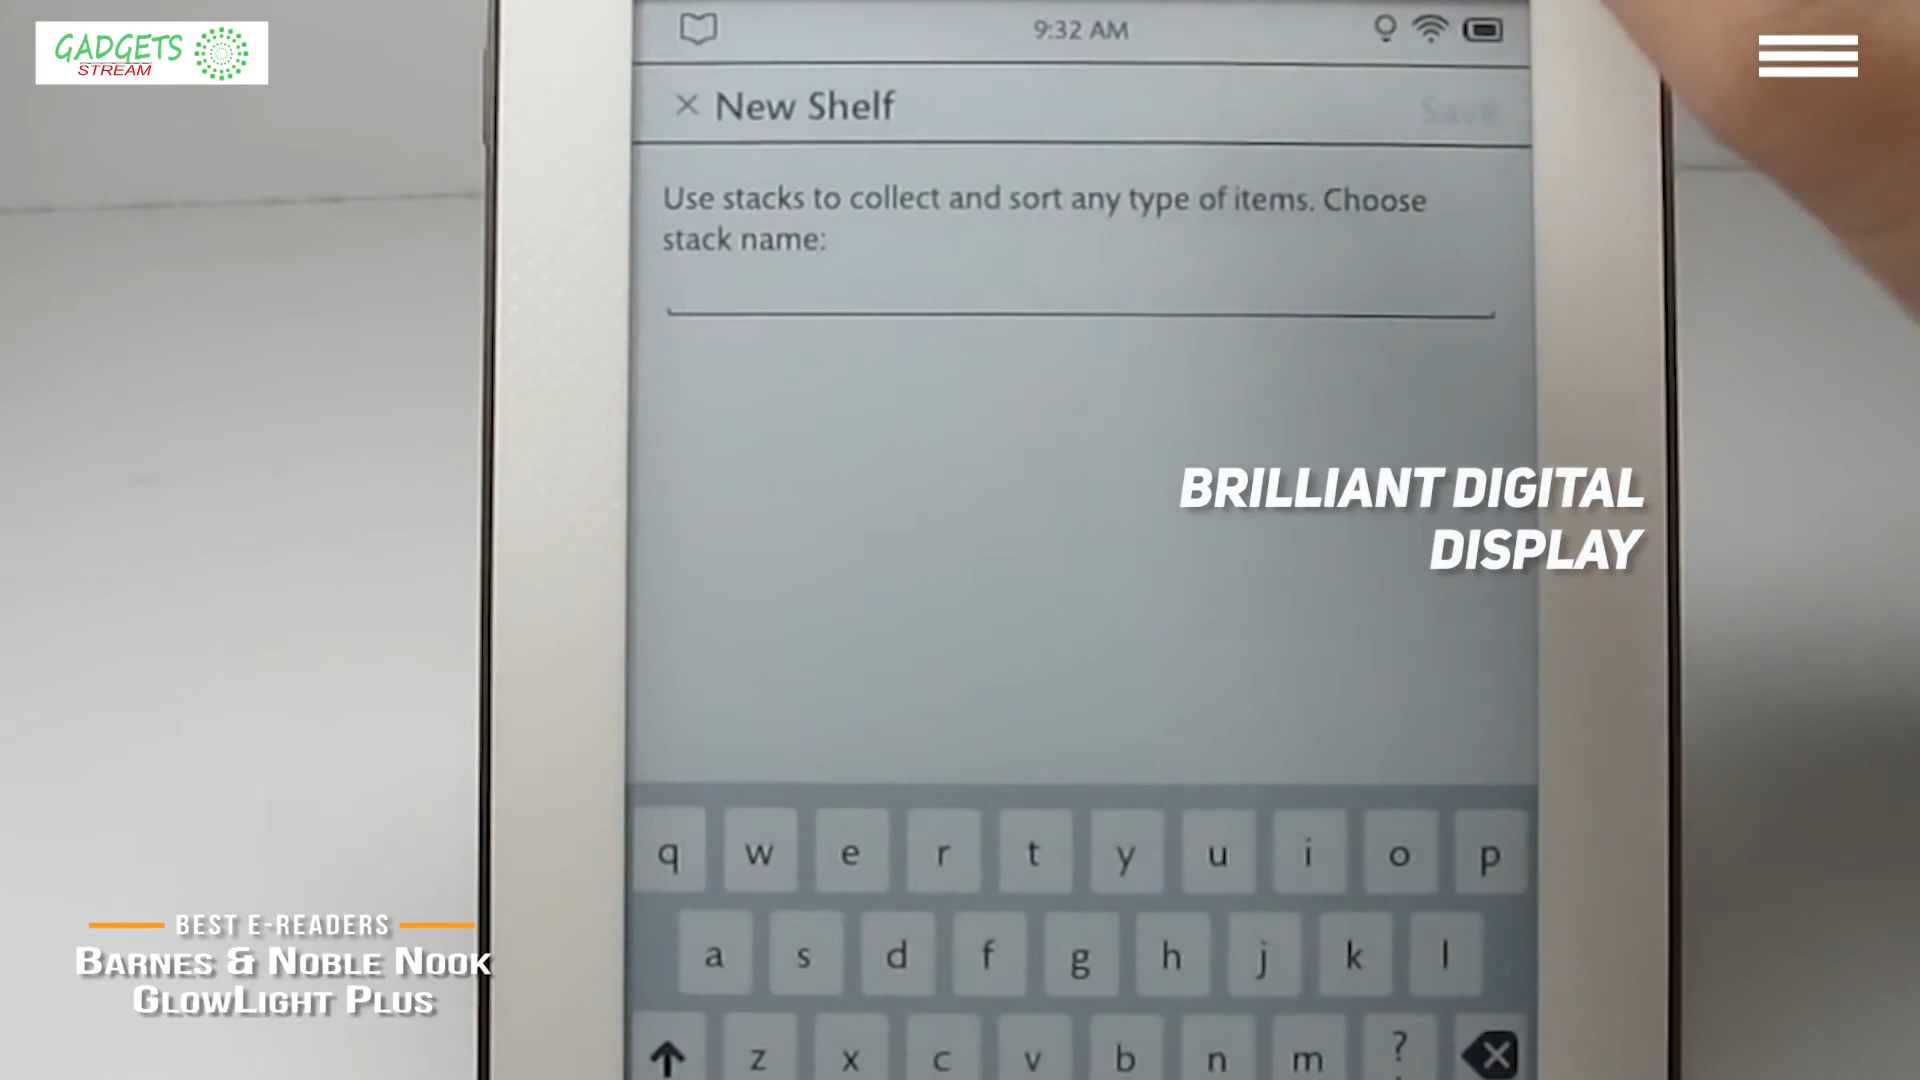 GADGETS
STREAM
9:32 AM
× New Shelf
Save
Use stacks to collect and sort any type of items. Choose
stack name:
BRILLIANT DIGITAL
DISPLAY
q w e r t y u i o p
a s d f g h j k l
z x c v b n m ?
BEST E-READERS
BARNES & NOBLE NOOK
GLOWLIGHT PLUS